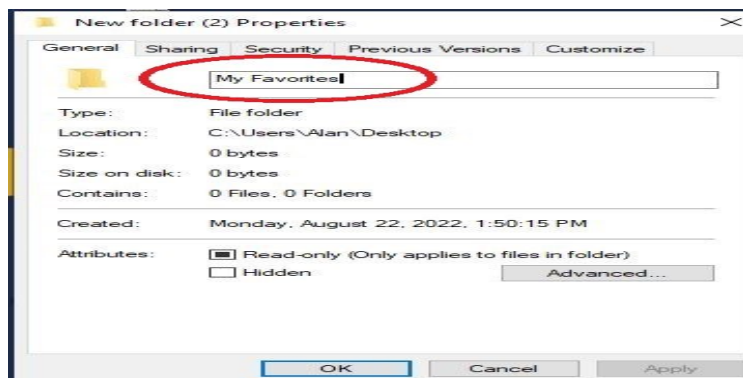 New folder (2) Properties
General Sharing Security Previous Versions Customize
My Favorites
Type: File folder
Location: C:\Users\Alan\Desktop
Size: 0 bytes
Size on disk: 0 bytes
Contains: 0 Files, 0 Folders
Created: Monday, August 22, 2022, 1:50:15 PM
Attributes: Read-only (Only applies to files in folder)
Hidden Advanced...
OK Cancel Apply